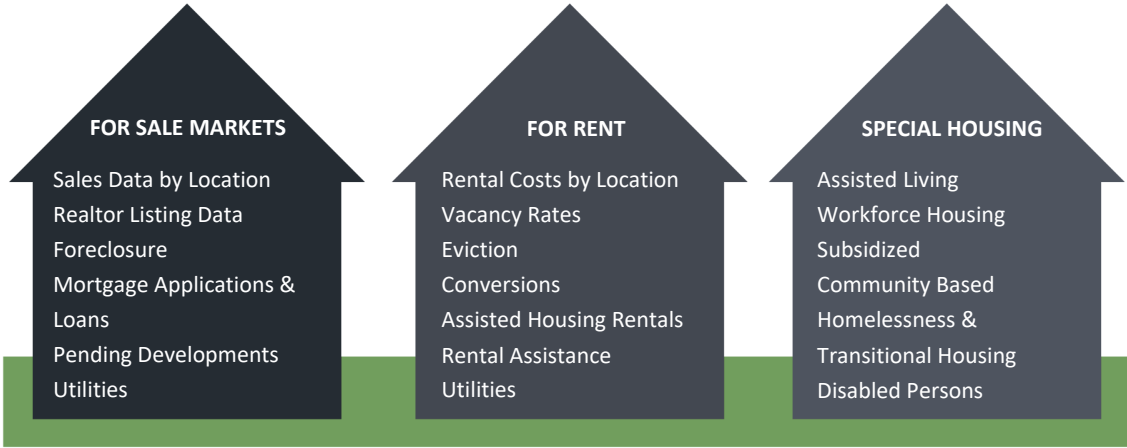 FOR SALE MARKETS
Sales Data by Location
Realtor Listing Data
Foreclosure
Mortgage Applications &
Loans
Pending Developments
Utilities
FOR RENT
Rental Costs by Location
Vacancy Rates
Eviction
Conversions
Assisted Housing Rentals
Rental Assistance
Utilities
SPECIAL HOUSING
Assisted Living
Workforce Housing
Subsidized
Community Based
Homelessness &
Transitional Housing
Disabled Persons